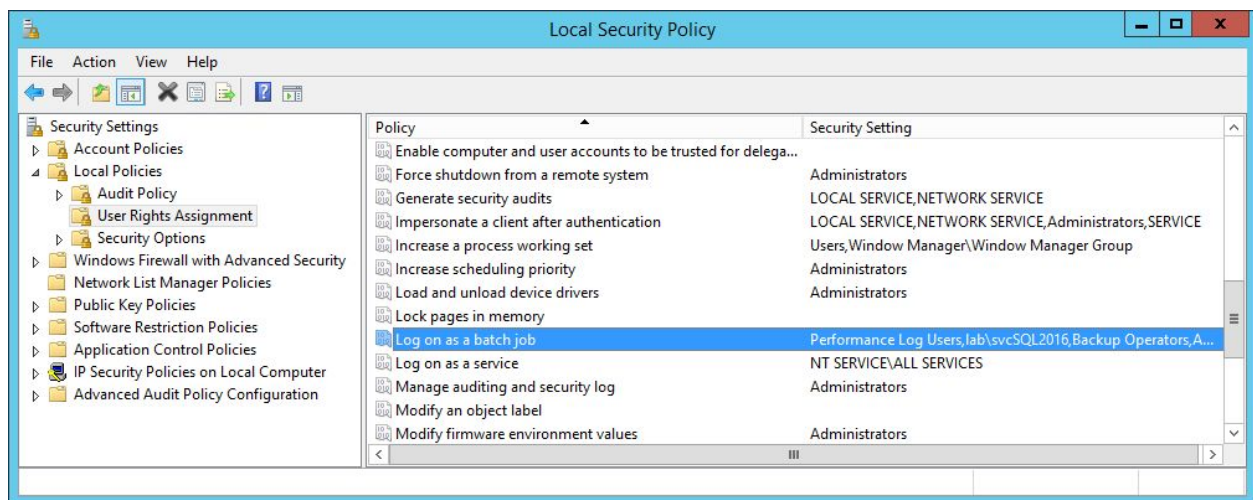 Local Security Policy
File Action View Help
Security Settings
Account Policies
Local Policies
Audit Policy
User Rights Assignment
Security Options
Windows Firewall with Advanced Security
Network List Manager Policies
Public Key Policies
Software Restriction Policies
Application Control Policies
IP Security Policies on Local Computer
Advanced Audit Policy Configuration
Policy Security Setting
Enable computer and user accounts to be trusted for delega...
Force shutdown from a remote system Administrators
Generate security audits LOCAL SERVICE,NETWORK SERVICE
Impersonate a client after authentication LOCAL SERVICE,NETWORK SERVICE,Administrators,SERVICE
Increase a process working set Users,Window Manager\Window Manager Group
Increase scheduling priority Administrators
Load and unload device drivers Administrators
Lock pages in memory
Log on as a batch job Performance Log Users,lab\svcSQL2016,Backup Operators,A...
Log on as a service NT SERVICE\ALL SERVICES
Manage auditing and security log Administrators
Modify an object label
Modify firmware environment values Administrators